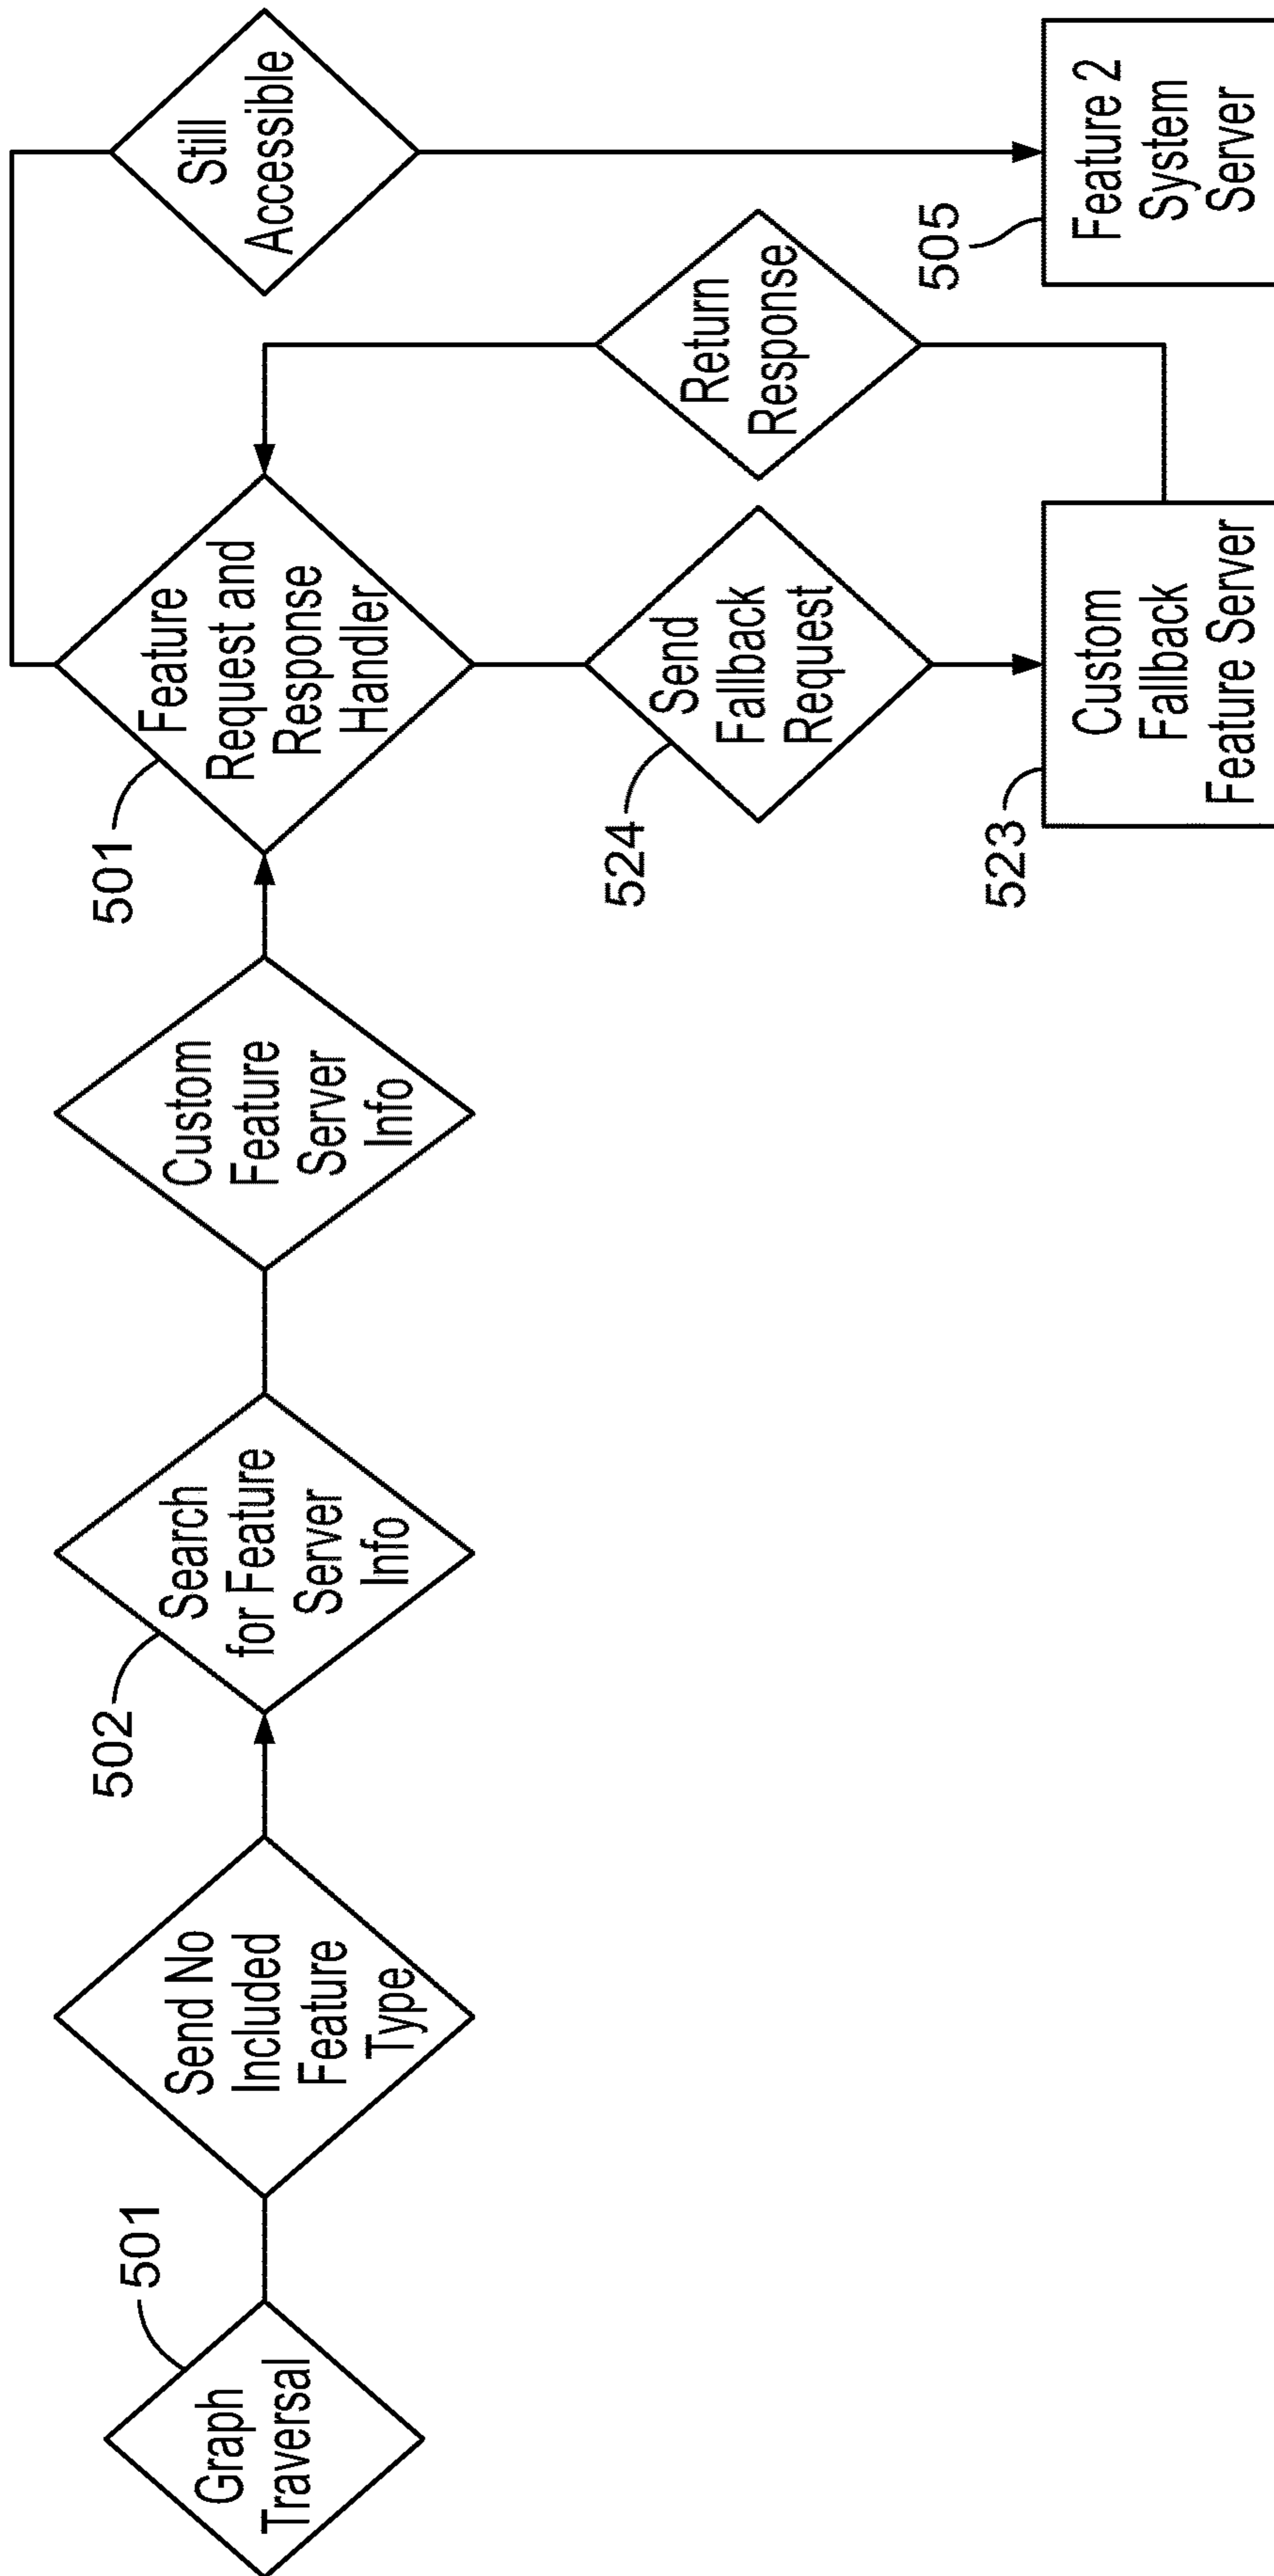 Graph
Traversal
501
Send No
Included
Feature
Type
Search
for Feature
Server
Info
502
Custom
Feature
Server
Info
Feature
Request and
Response
Handler
501
Still
Accessible
Send
Fallback
Request
524
Return
Response
Custom
Fallback
Feature Server
523
Feature 2
System
Server
505